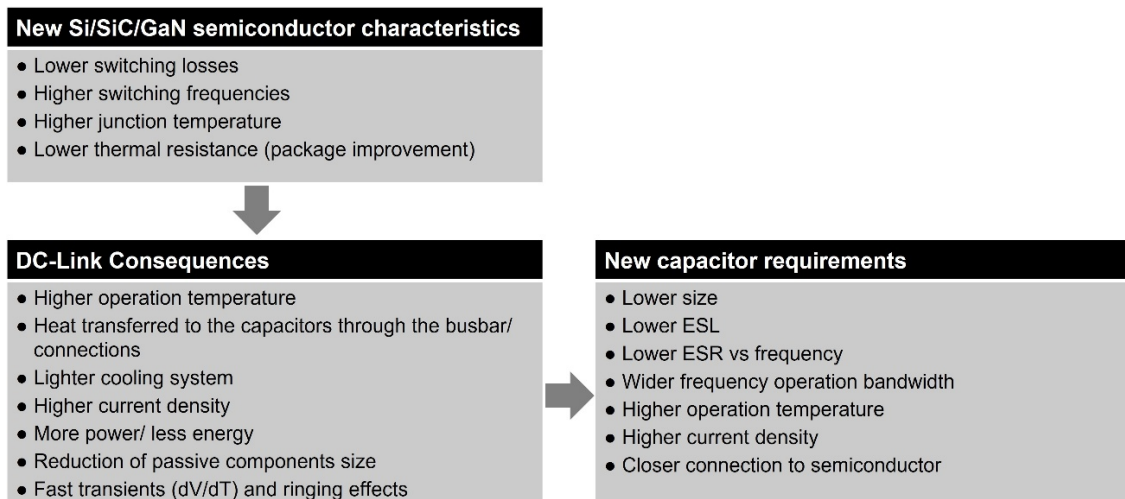 New Si/SiC/GaN semiconductor characteristics
● Lower switching losses
● Higher switching frequencies
● Higher junction temperature
● Lower thermal resistance (package improvement)
DC-Link Consequences
● Higher operation temperature
● Heat transferred to the capacitors through the busbar/
connections
● Lighter cooling system
● Higher current density
● More power/ less energy
● Reduction of passive components size
● Fast transients (dV/dT) and ringing effects
New capacitor requirements
● Lower size
● Lower ESL
● Lower ESR vs frequency
● Wider frequency operation bandwidth
● Higher operation temperature
● Higher current density
● Closer connection to semiconductor